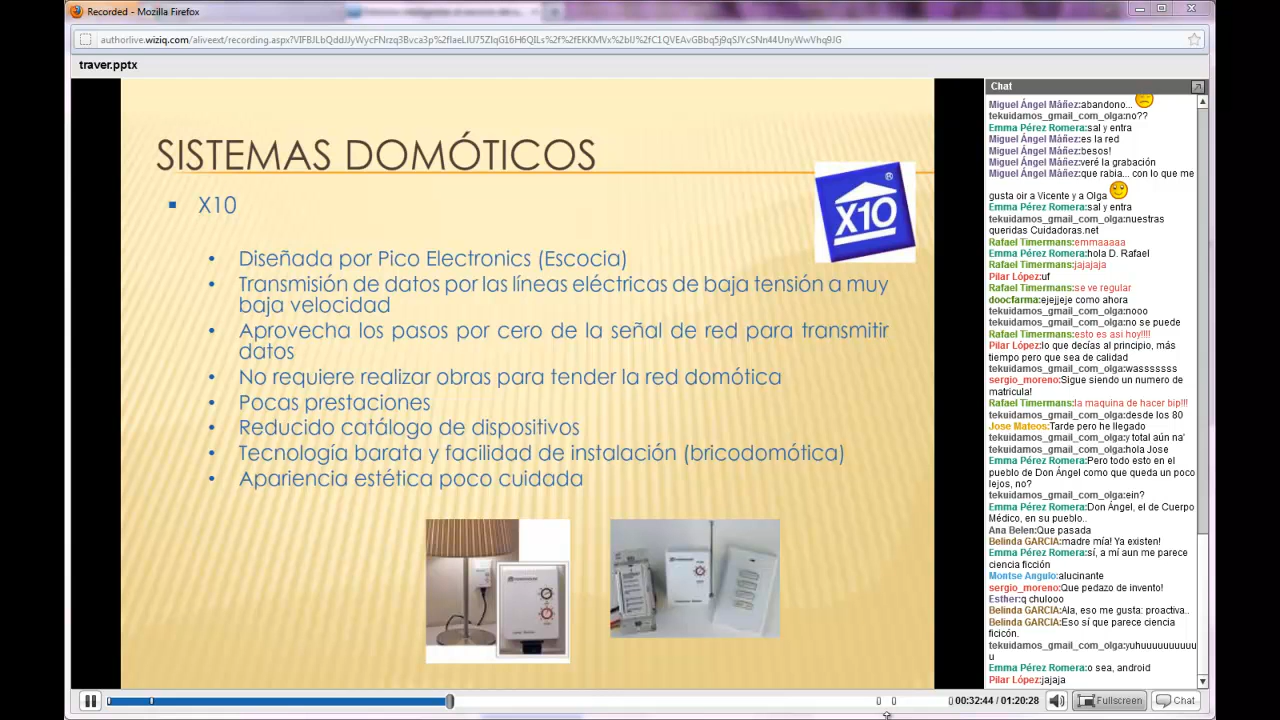 Recorded - Mozilla Firefox
authorlive.wiziq.com/aliveext/recording.aspx?
traver.pptx
SISTEMAS DOMÓTICOS
X10
X10
®
Diseñada por Pico Electronics (Escocia)
Transmisión de datos por las líneas eléctricas de baja tensión a muy
baja velocidad
Aprovecha los pasos por cero de la señal de red para transmitir
datos
No requiere realizar obras para tender la red domótica
Pocas prestaciones
Reducido catálogo de dispositivos
Tecnología barata y facilidad de instalación (bricodomótica)
Apariencia estética poco cuidada
Chat
Miguel Ángel Máñez:abandono...
tekuidamos_gmail_com_olga:no??
Emma Pérez Romera:sal y entra
Miguel Ángel Máñez:es la red
Miguel Ángel Máñez:besos!
Miguel Ángel Máñez:veré la grabación
Miguel Ángel Máñez:que rabia... con lo que me
gusta oir a Vicente y a Olga
Emma Pérez Romera:sal y entra
tekuidamos_gmail_com_olga:nuestras
queridas Cuidadoras.net
Rafael Timermans:emmaaaaa
Emma Pérez Romera:hola D. Rafael
Rafael Timermans:jajajaja
Pilar López:uf
Rafael Timermans:se ve regular
doocfarma:ejejjeje como ahora
tekuidamos_gmail_com_olga:nooo
tekuidamos_gmail_com_olga:no se puede
Rafael Timermans:esto es asi hoy!!!!
Pilar López:lo que decías al principio, más
tiempo pero que sea de calidad
tekuidamos_gmail_com_olga:wasssssss
sergio_moreno:Sigue siendo un numero de
matricula!
Rafael Timermans:la maquina de hacer bip!!!
tekuidamos_gmail_com_olga:desde los 80
Jose Mateos:Tarde pero he llegado
tekuidamos_gmail_com_olga:y total aún na'
tekuidamos_gmail_com_olga:hola Jose
Emma Pérez Romera:Pero todo esto en el
pueblo de Don Ángel como que queda un poco
lejos, no?
tekuidamos_gmail_com_olga:ein?
Emma Pérez Romera:Don Ángel, el de Cuerpo
Médico, en su pueblo..
Ana Belen:Que pasada
Belinda GARCIA:madre mía! Ya existen!
Emma Pérez Romera:sí, a mí aun me parece
ciencia ficción
Montse Angulo:alucinante
sergio_moreno:Que pedazo de invento!
Esther:q chulooo
Belinda GARCIA:Ala, eso me gusta: proactiva..
Belinda GARCIA:Eso sí que parece ciencia
ficicón.
tekuidamos_gmail_com_olga:yuhuuuuuuuuuu
u
Emma Pérez Romera:o sea, android
Pilar López:jajaja
00:32:44 / 01:20:28
Fullscreen
Chat